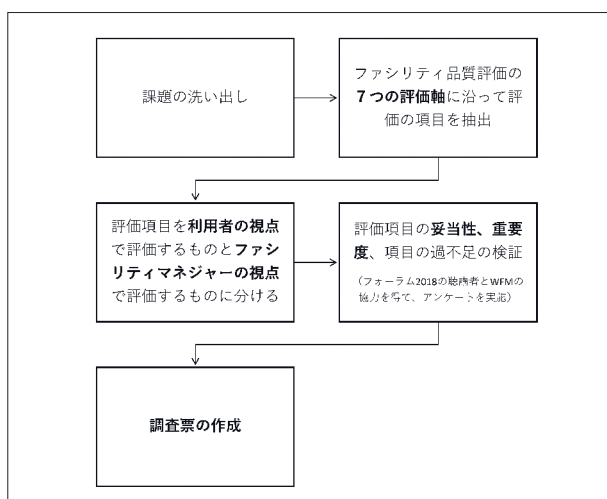 課題の洗い出し
ファシリティ品質評価の
７つの評価軸に沿って評
価の項目を抽出
評価項目を利用者の視点
で評価するものとファシ
リティマネジャーの視点
で評価するものに分ける
評価項目の妥当性、重要
度、項目の過不足の検証
（フォーラム2018の聴講者とWFMの
協力を得て、アンケートを実施）
調査票の作成